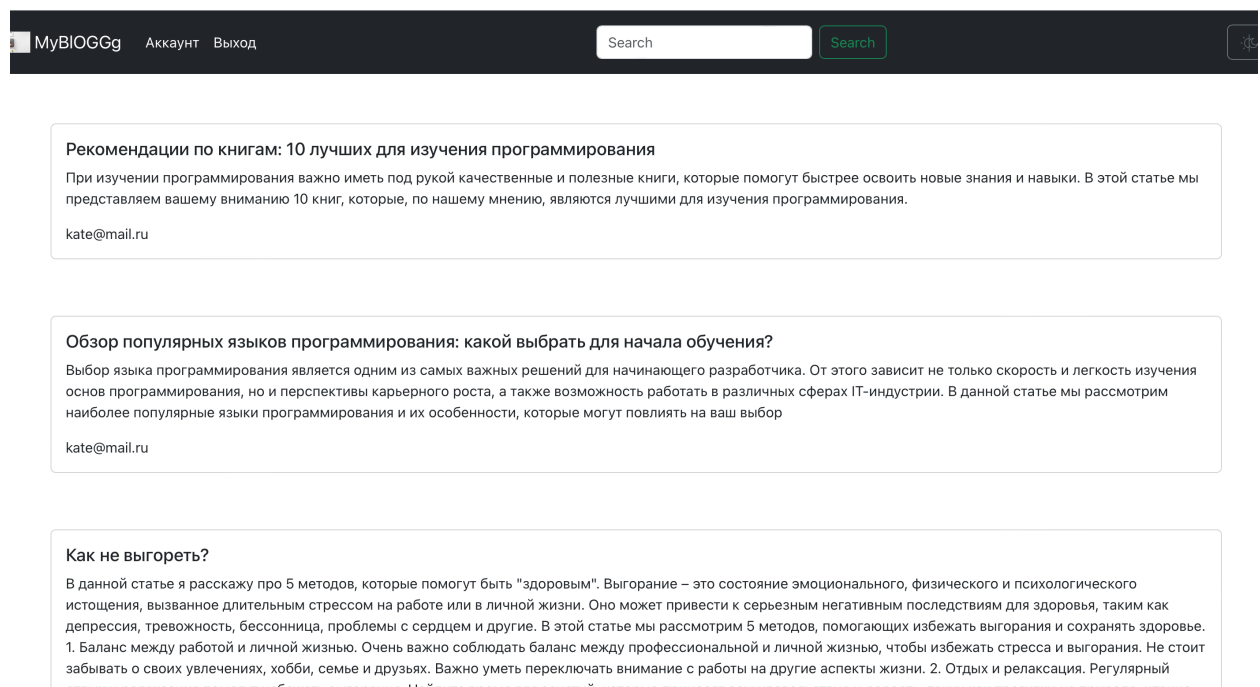 MyBlOGGg Аккаунт Выход Search Search
Рекомендации по книгам: 10 лучших для изучения программирования
При изучении программирования важно иметь под рукой качественные и полезные книги, которые помогут быстрее освоить новые знания и навыки. В этой статье мы
представляем вашему вниманию 10 книг, которые, по нашему мнению, являются лучшими для изучения программирования.
kate@mail.ru
Обзор популярных языков программирования: какой выбрать для начала обучения?
Выбор языка программирования является одним из самых важных решений для начинающего разработчика. От этого зависит не только скорость и легкость изучения
основ программирования, но и перспективы карьерного роста, а также возможность работать в различных сферах IT-индустрии. В данной статье мы рассмотрим
наиболее популярные языки программирования и их особенности, которые могут повлиять на ваш выбор
kate@mail.ru
Как не выгореть?
В данной статье я расскажу про 5 методов, которые помогут быть "здоровым". Выгорание – это состояние эмоционального, физического и психологического
истощения, вызванное длительным стрессом на работе или в личной жизни. Оно может привести к серьезным негативным последствиям для здоровья, таким как
депрессия, тревожность, бессонница, проблемы с сердцем и другие. В этой статье мы рассмотрим 5 методов, помогающих избежать выгорания и сохранять здоровье.
1. Баланс между работой и личной жизнью. Очень важно соблюдать баланс между профессиональной и личной жизнью, чтобы избежать стресса и выгорания. Не стоит
забывать о своих увлечениях, хобби, семье и друзьях. Важно уметь переключать внимание с работы на другие аспекты жизни. 2. Отдых и релаксация. Регулярный